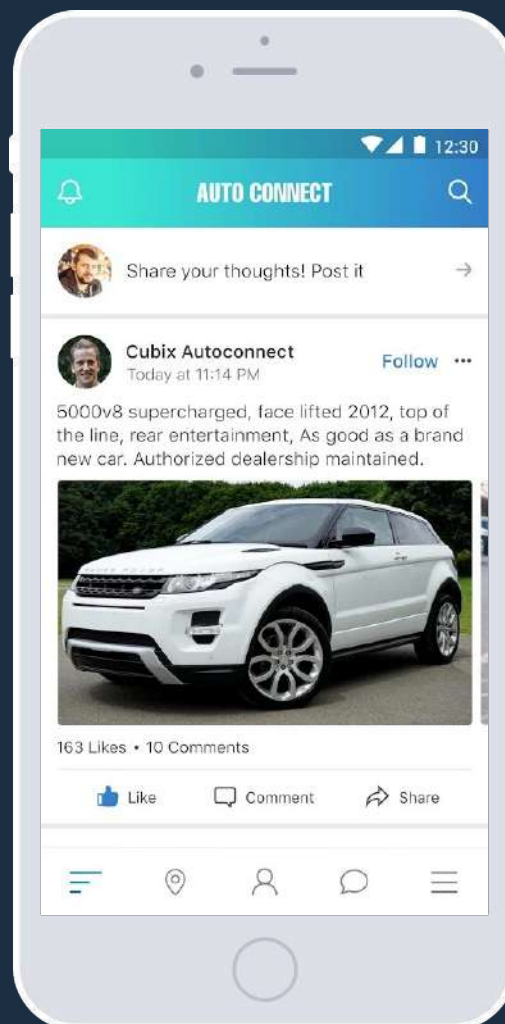 12:30
AUTO CONNECT
Share your thoughts! Post it
Cubix Autoconnect
Follow
Today at 11:14 PM
5000v8 supercharged, face lifted 2012, top of
the line, rear entertainment, As good as a brand
new car. Authorized dealership maintained.
RANGE ROVER
163 Likes • 10 Comments
Like Comment Share